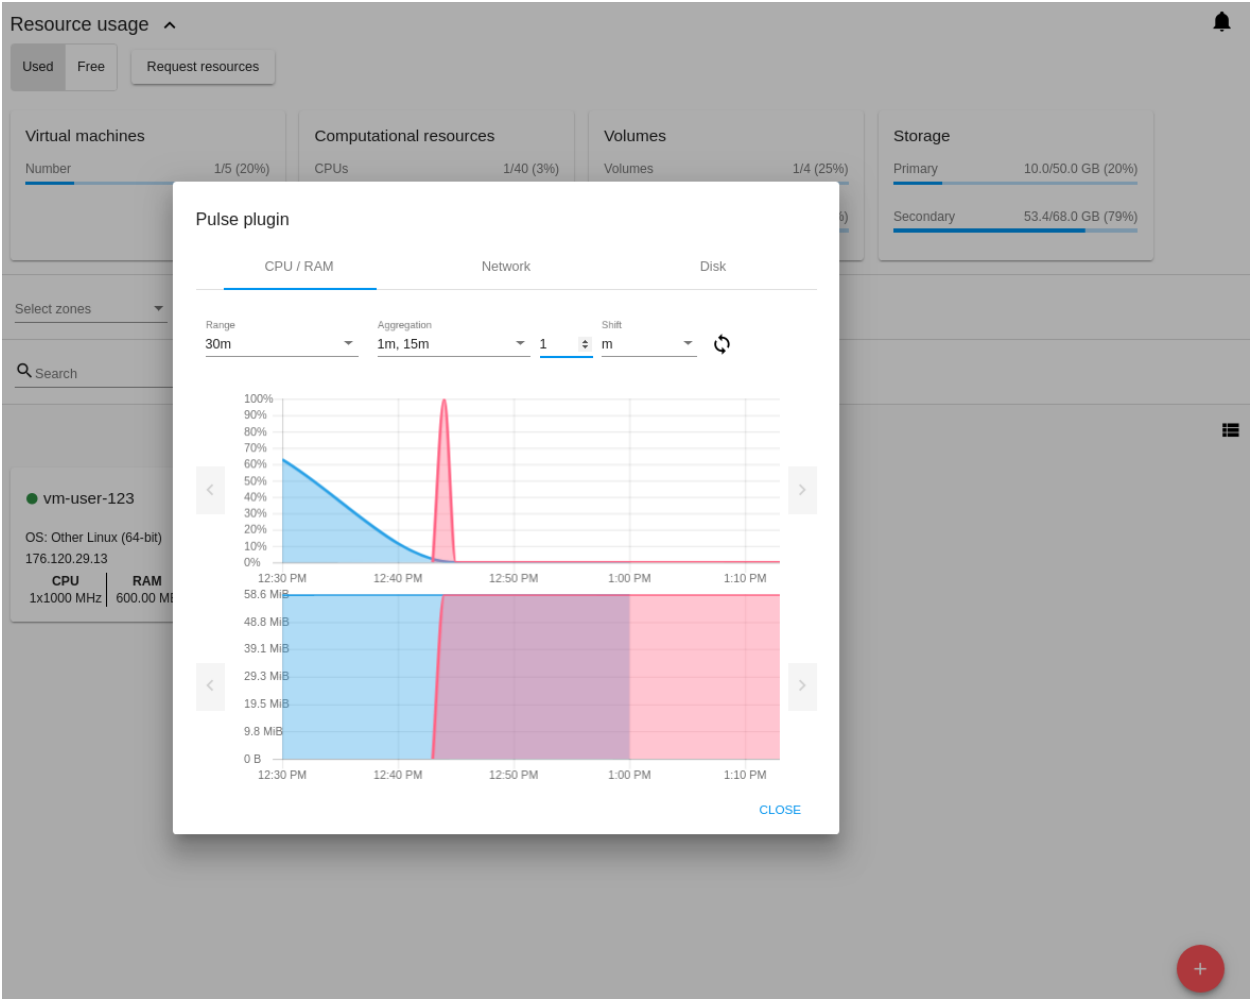 Resource usage
Used Free Request resources
Virtual machines Computational resources Volumes Storage
Number 1/5 (20%) CPUs 1/40 (3%) Volumes 1/4 (25%) Primary 10.0/50.0 GB (20%)
Secondary 53.4/68.0 GB (79%)
Pulse plugin
CPU / RAM Network Disk
Select zones
Range Aggregation Shift
30m 1m, 15m 1 m
Search
100%
90%
80%
70%
60%
50%
40%
30%
20%
10%
0%
12:30 PM 12:40 PM 12:50 PM 1:00 PM 1:10 PM
58.6 MiB
48.8 MiB
39.1 MiB
29.3 MiB
19.5 MiB
9.8 MiB
0 B
12:30 PM 12:40 PM 12:50 PM 1:00 PM 1:10 PM
CLOSE
vm-user-123
OS: Other Linux (64-bit)
176.120.29.13
CPU RAM
1x1000 MHz 600.00
+